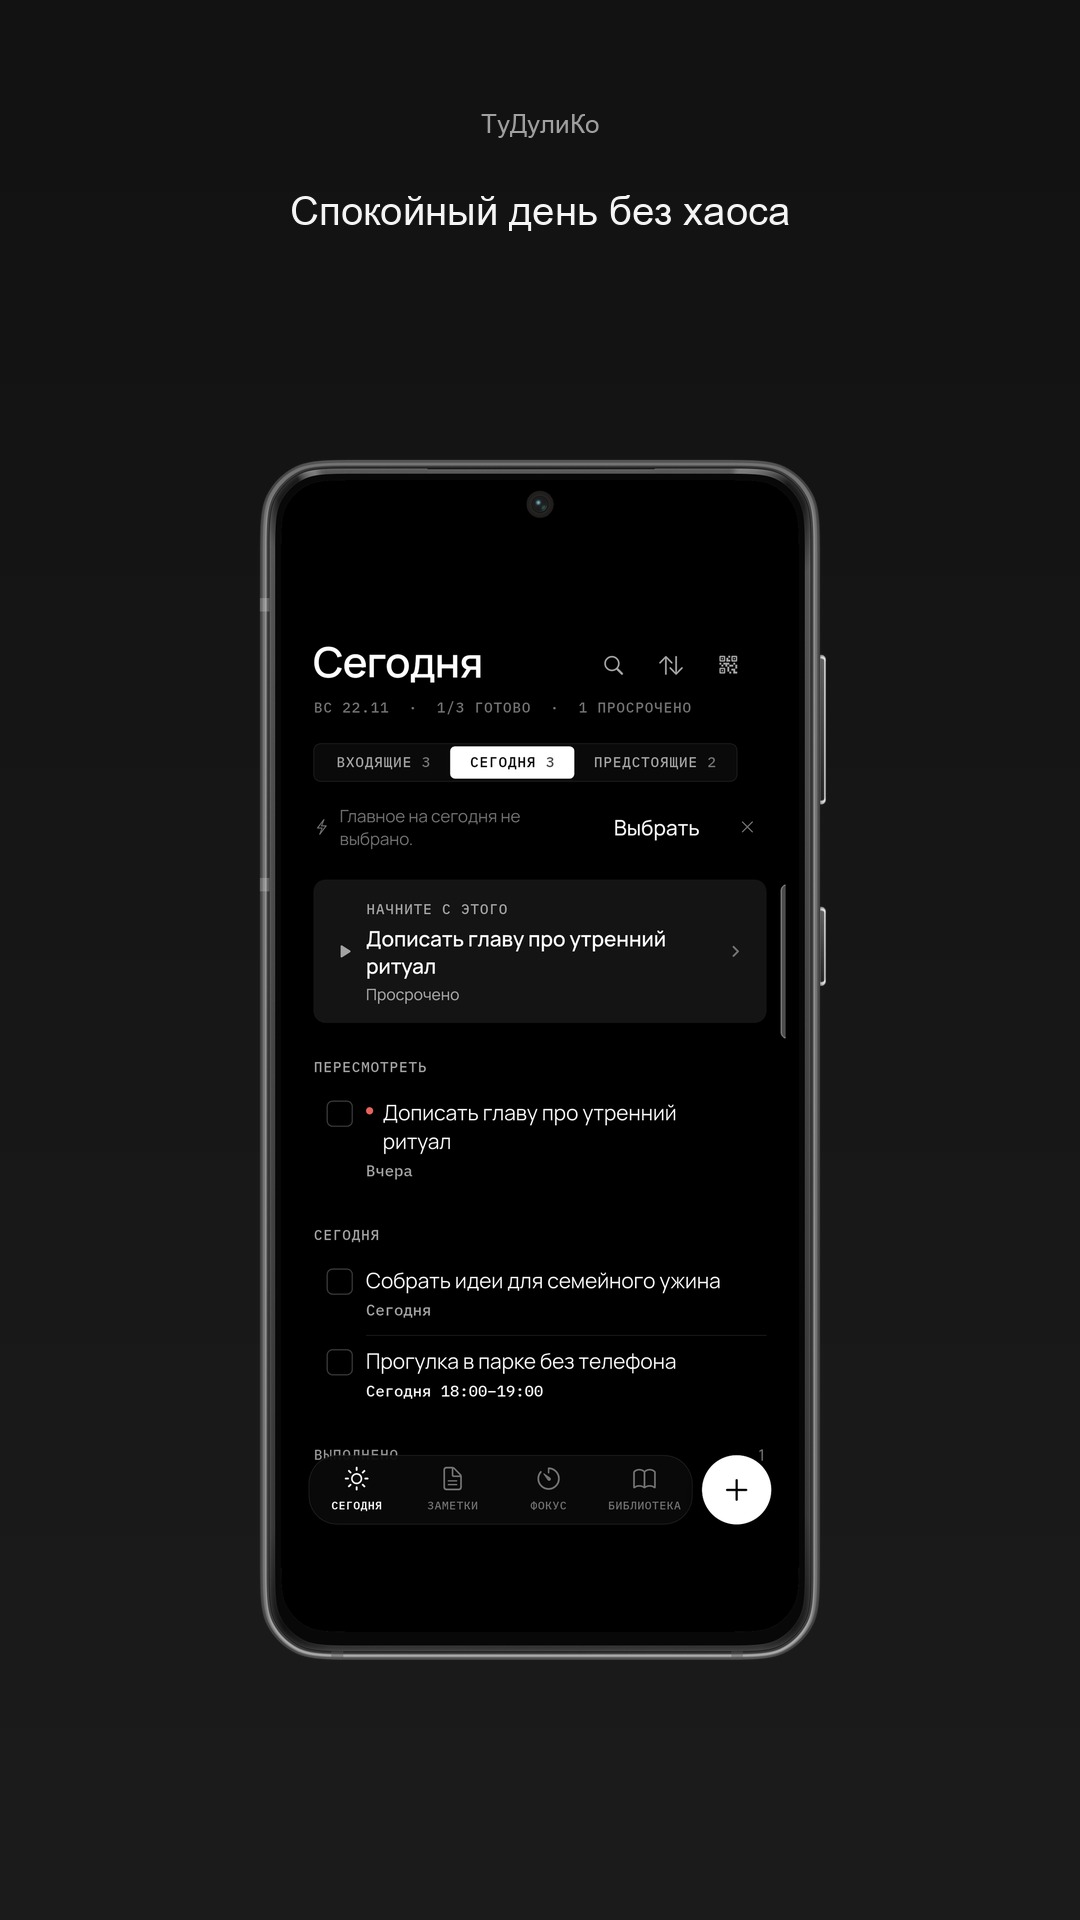 ТуДулиКо
Спокойный день без хаоса
Сегодня
ВС 22.11 · 1/3 ГОТОВО · 1 ПРОСРОЧЕНО
ВХОДЯЩИЕ 3 СЕГОДНЯ 3 ПРЕДСТОЯЩИЕ 2
Главное на сегодня не
выбрано.
Выбрать
НАЧНИТЕ С ЭТОГО
Дописать главу про утренний
ритуал
Просрочено
ПЕРЕСМОТРЕТЬ
Дописать главу про утренний
ритуал
Вчера
СЕГОДНЯ
Собрать идеи для семейного ужина
Сегодня
Прогулка в парке без телефона
Сегодня 18:00–19:00
ВЫПОЛНЕНО 1
СЕГОДНЯ ЗАМЕТКИ ФОКУС БИБЛИОТЕКА